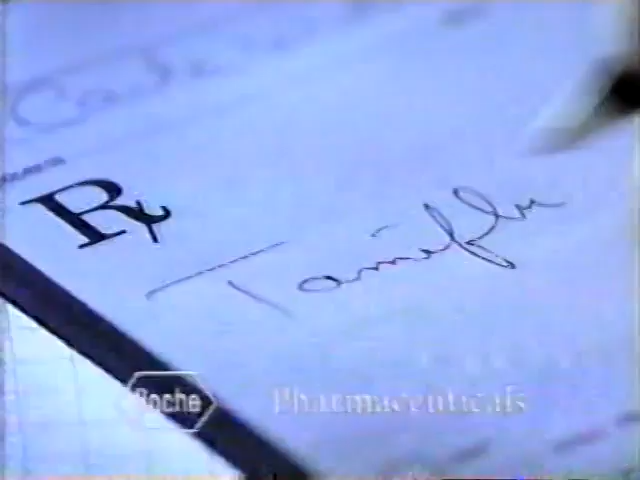 ℞
Tamiflu
Roche Pharmaceuticals